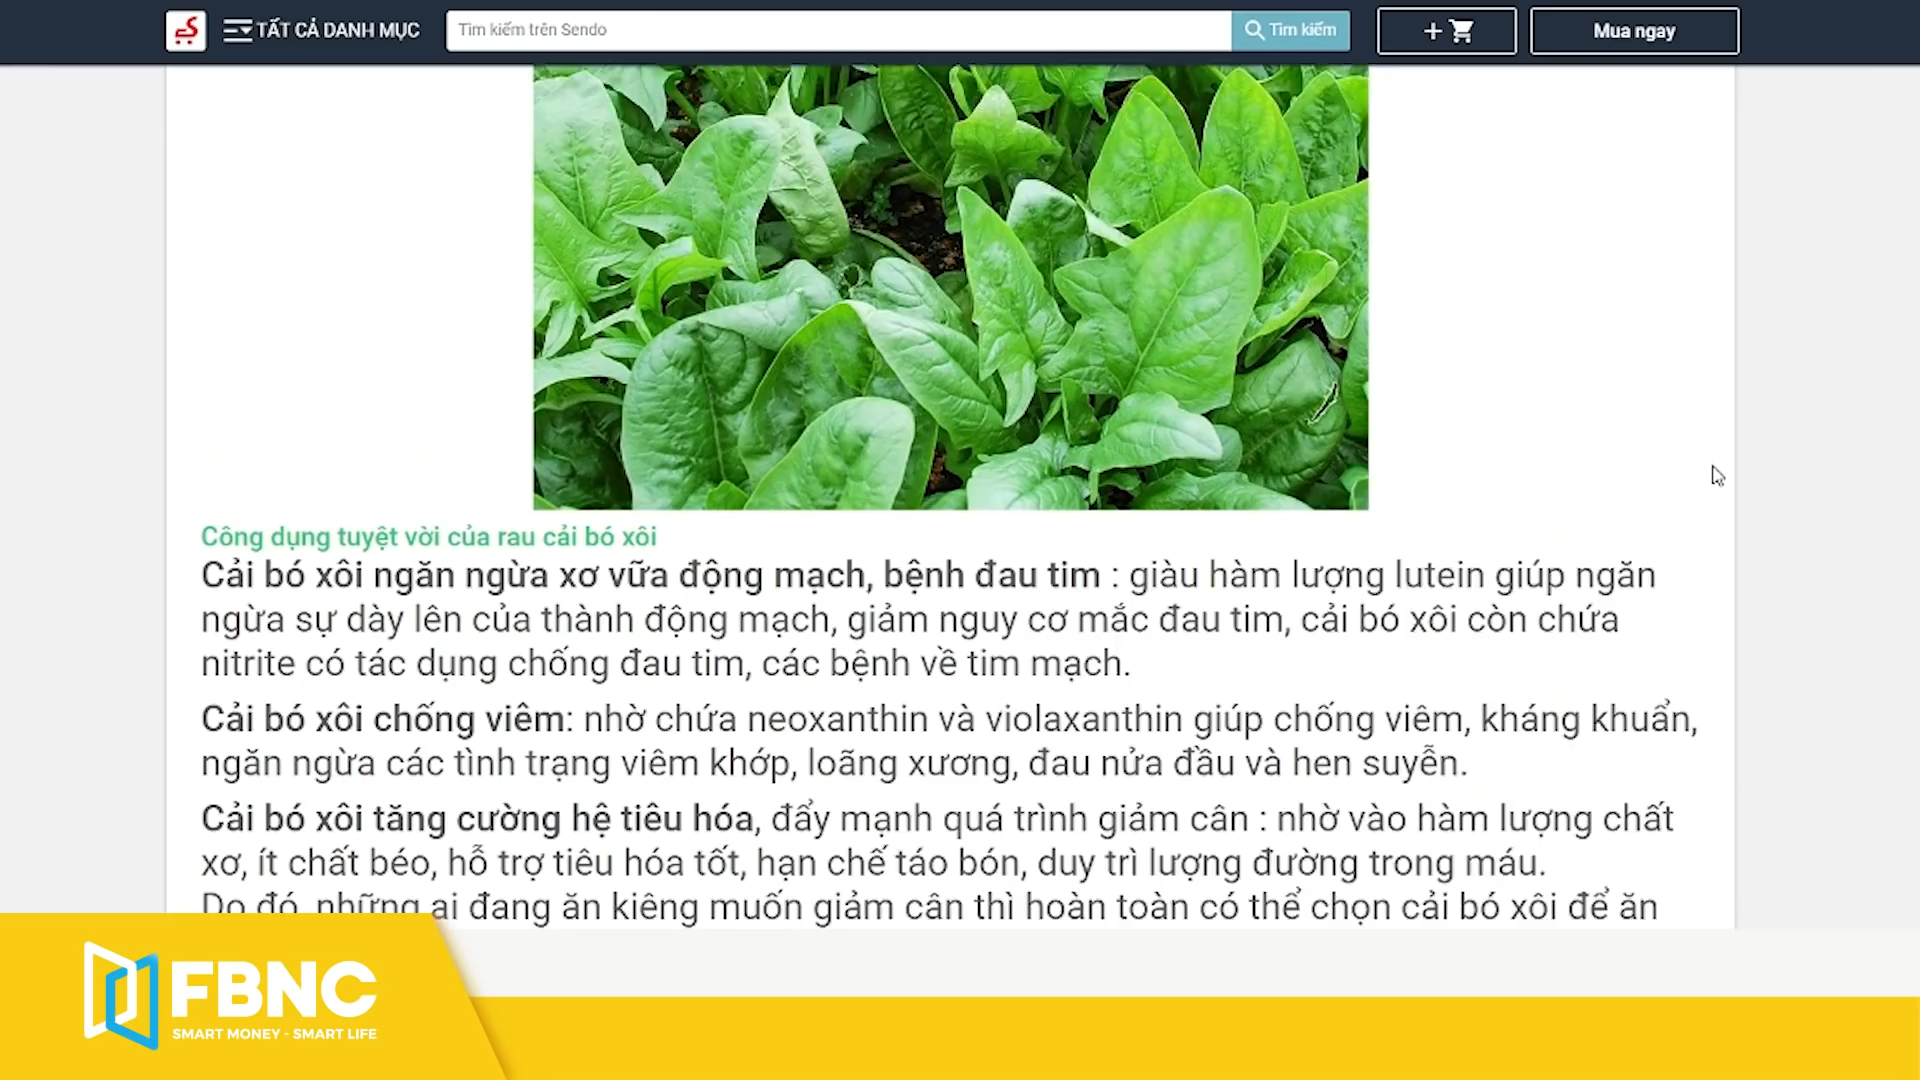 TẤT CẢ DANH MỤC
Tìm kiếm trên Sendo
Tìm kiếm
+
Mua ngay
Công dụng tuyệt vời của rau cải bó xôi
Cải bó xôi ngăn ngừa xơ vữa động mạch, bệnh đau tim : giàu hàm lượng lutein giúp ngăn
ngừa sự dày lên của thành động mạch, giảm nguy cơ mắc đau tim, cải bó xôi còn chứa
nitrite có tác dụng chống đau tim, các bệnh về tim mạch.
Cải bó xôi chống viêm: nhờ chứa neoxanthin và violaxanthin giúp chống viêm, kháng khuẩn,
ngăn ngừa các tình trạng viêm khớp, loãng xương, đau nửa đầu và hen suyễn.
Cải bó xôi tăng cường hệ tiêu hóa, đẩy mạnh quá trình giảm cân : nhờ vào hàm lượng chất
xơ, ít chất béo, hỗ trợ tiêu hóa tốt, hạn chế táo bón, duy trì lượng đường trong máu.
Do đó, những ai đang ăn kiêng muốn giảm cân thì hoàn toàn có thể chọn cải bó xôi để ăn
FBNC
SMART MONEY - SMART LIFE